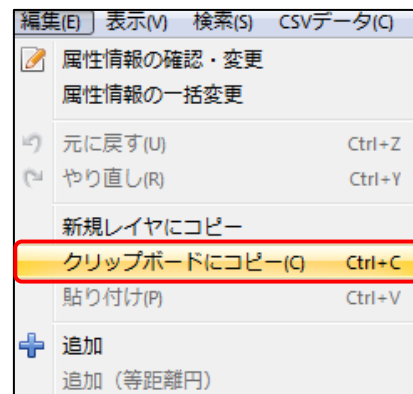 編集(E) 表示(V) 検索(S) CSVデータ(C)
属性情報の確認・変更
属性情報の一括変更
元に戻す(U) Ctrl+Z
やり直し(R) Ctrl+Y
新規レイヤにコピー
クリップボードにコピー(C) Ctrl+C
貼り付け(P) Ctrl+V
追加
追加（等距離円）